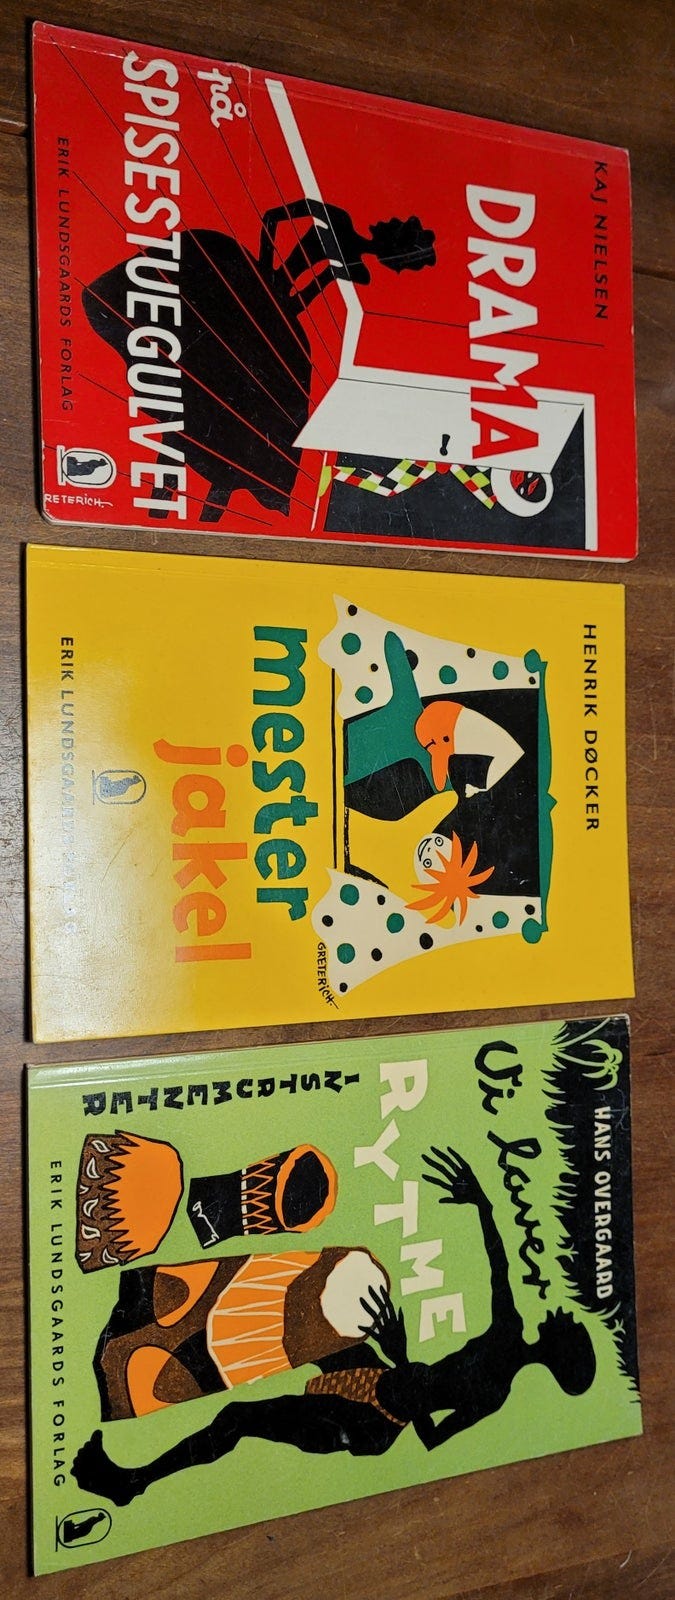 KAJ NIELSEN
DRAMA
på
SPISESTUEGULVET
ERIK LUNDSGAARDS FORLAG
RETERICH
HENRIK DØCKER
mester
jakel
GRETERICH
ERIK LUNDSGAARDS
HANS OVERGAARD
Vi laver
RYTME
INSTRUMENTER
ERIK LUNDSGAARDS FORLAG